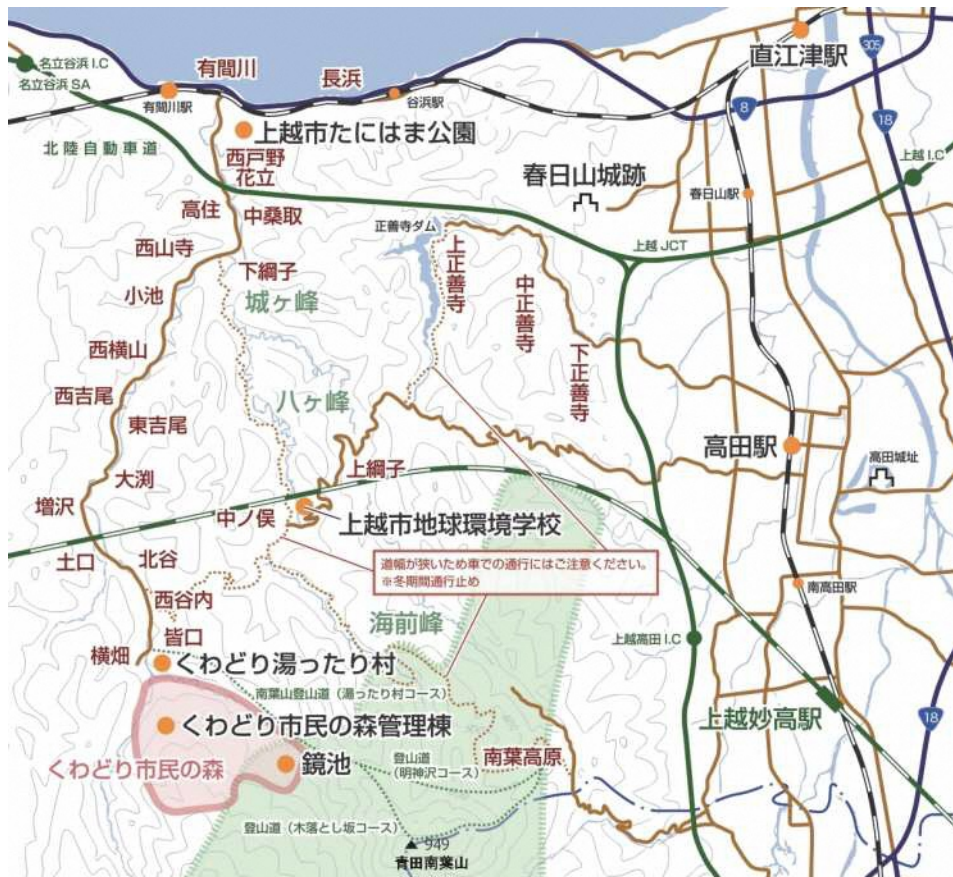 名立谷浜 I.C
名立谷浜 SA
有間川
長浜
直江津駅
305
有間川駅
谷浜駅
8
18
上越市たにはま公園
北陸自動車道
西戸野
花立
春日山城跡
上越 I.C
春日山駅
高住
中桑取
正善寺ダム
上越 JCT
西山寺
下綱子
上正善寺
城ヶ峰
中正善寺
小池
西横山
下正善寺
西吉尾
八ヶ峰
東吉尾
高田駅
高田城址
大渕
上綱子
増沢
中ノ俣
上越市地球環境学校
土口
北谷
道幅が狭いため車での通行にはご注意ください。
※冬期間通行止め
南高田駅
西谷内
海前峰
皆口
上越高田 I.C
横畑
くわどり湯ったり村
南葉山登山道（湯ったり村コース）
上越妙高駅
18
くわどり市民の森管理棟
くわどり市民の森
鏡池
登山道
（明神沢コース）
南葉高原
登山道（木落とし坂コース）
949
青田南葉山